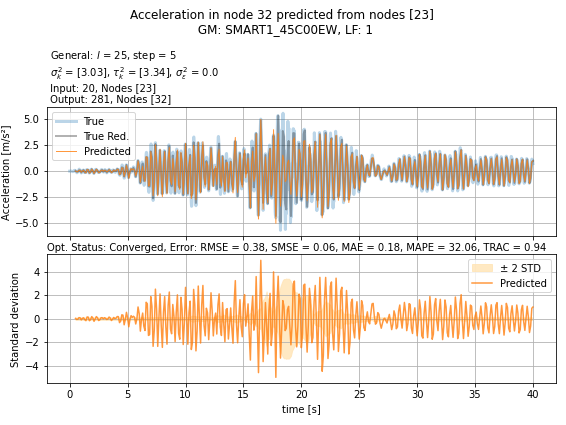 Acceleration in node 32 predicted from nodes [23]
GM: SMART1_45C00EW, LF: 1
General: l = 25, step = 5
σ²ₖ = [3.03], τ²ₖ = [3.34], σ²ε = 0.0
Input: 20, Nodes [23]
Output: 281, Nodes [32]
Acceleration [m/s²]
5.0
2.5
0.0
−2.5
−5.0
True
True Red.
Predicted
Opt. Status: Converged, Error: RMSE = 0.38, SMSE = 0.06, MAE = 0.18, MAPE = 32.06, TRAC = 0.94
Standard deviation
4
2
0
−2
−4
± 2 STD
Predicted
0 5 10 15 20 25 30 35 40
time [s]